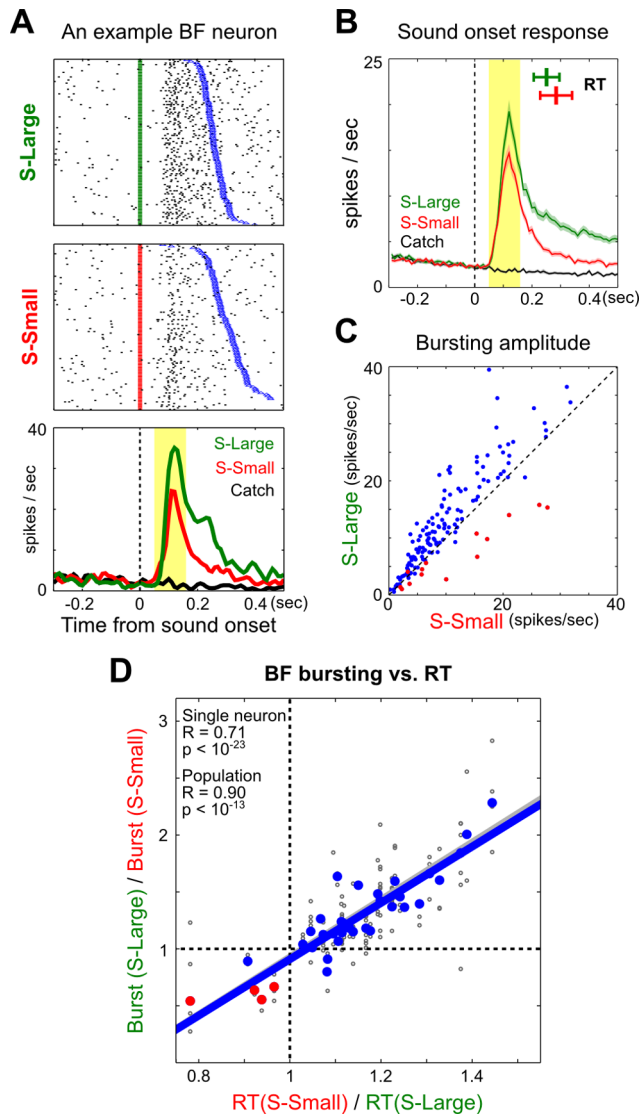 A
An example BF neuron
S-Large
S-Small
40
spikes / sec
0
S-Large
S-Small
Catch
-0.2
0
0.2
0.4(sec)
Time from sound onset
B
Sound onset response
25
spikes / sec
0
RT
S-Large
S-Small
Catch
-0.2
0
0.2
0.4(sec)
C
Bursting amplitude
40
20
0
S-Large (spikes/sec)
0
20
40
S-Small (spikes/sec)
D
BF bursting vs. RT
Single neuron
R = 0.71
p < 10⁻²³
Population
R = 0.90
p < 10⁻¹³
3
2
1
Burst (S-Large) / Burst (S-Small)
0.8
1
1.2
1.4
RT(S-Small) / RT(S-Large)